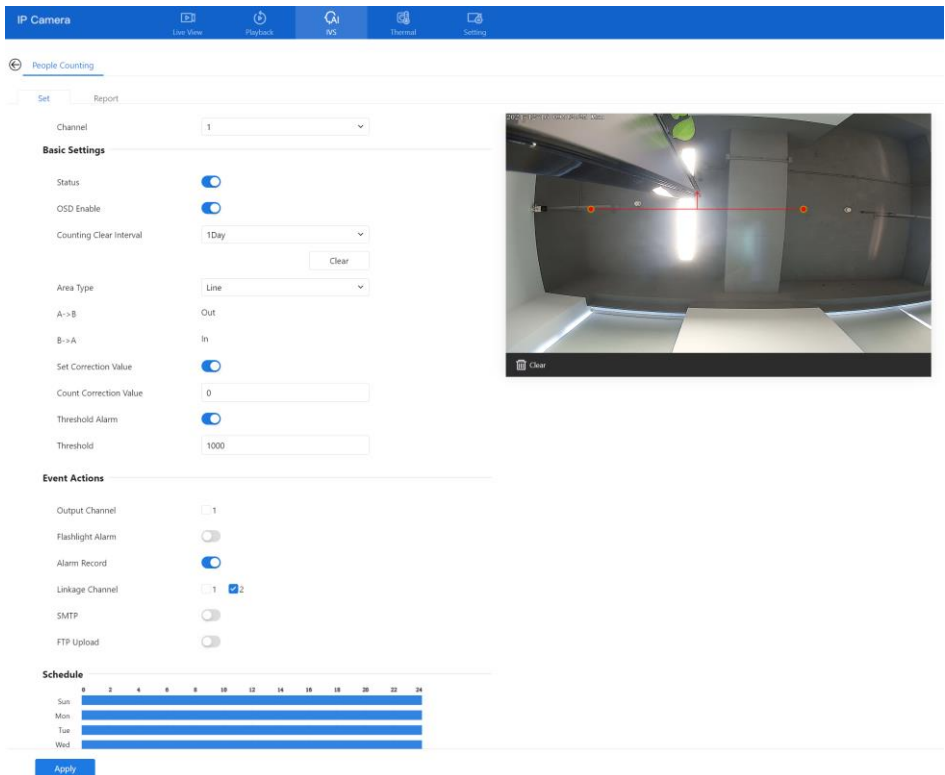 IP Camera
Live View Playback AI IVS Thermal Setting
People Counting
Set Report
Channel 1
Basic Settings
Status
OSD Enable
Counting Clear Interval 1Day
Clear
Area Type Line
A->B Out
B->A In
Set Correction Value
Count Correction Value 0
Threshold Alarm
Threshold 1000
Clear
Event Actions
Output Channel 1
Flashlight Alarm
Alarm Record
Linkage Channel 1 2
SMTP
FTP Upload
Schedule
0 2 4 6 8 10 12 14 16 18 20 22 24
Sun
Mon
Tue
Wed
Apply